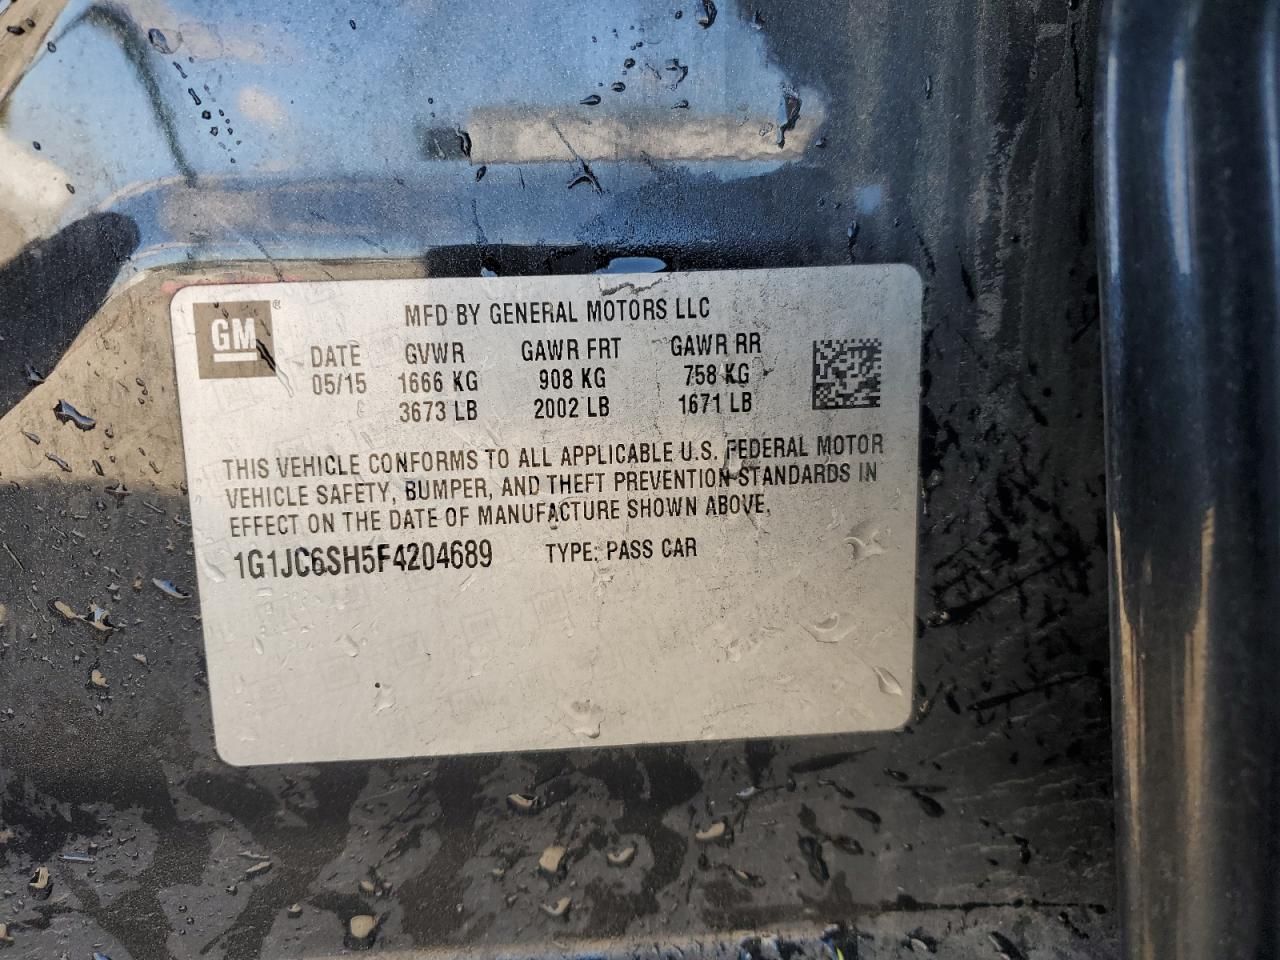 GM ®
MFD BY GENERAL MOTORS LLC
DATE GVWR GAWR FRT GAWR RR
05/15 1666 KG 908 KG 758 KG
3673 LB 2002 LB 1671 LB
THIS VEHICLE CONFORMS TO ALL APPLICABLE U.S. FEDERAL MOTOR
VEHICLE SAFETY, BUMPER, AND THEFT PREVENTION STANDARDS IN
EFFECT ON THE DATE OF MANUFACTURE SHOWN ABOVE.
1G1JC6SH5F4204689 TYPE: PASS CAR